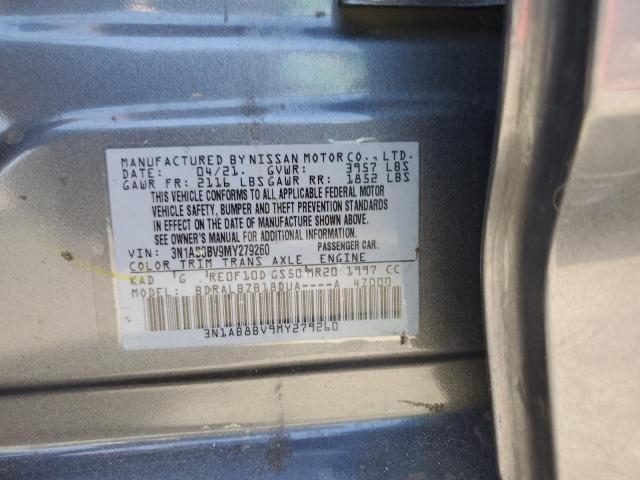 MANUFACTURED BY NISSAN MOTOR CO., LTD.
DATE: 04/21. GVWR: 3957 LBS
GAWR FR: 2116 LBS GAWR RR: 1852 LBS
THIS VEHICLE CONFORMS TO ALL APPLICABLE FEDERAL MOTOR
VEHICLE SAFETY, BUMPER AND THEFT PREVENTION STANDARDS
IN EFFECT ON THE DATE OF MANUFACTURE SHOWN ABOVE.
SEE OWNER'S MANUAL FOR ADDITIONAL INFORMATION.
VIN: 3N1AB8BV9MY279260 PASSENGER CAR.
COLOR TRIM TRANS AXLE ENGINE
KAD G RE0F10D GS50 MR20 1997 CC
MODEL: BDRALBZB18DUA----A 47000
3N1AB8BV9MY279260